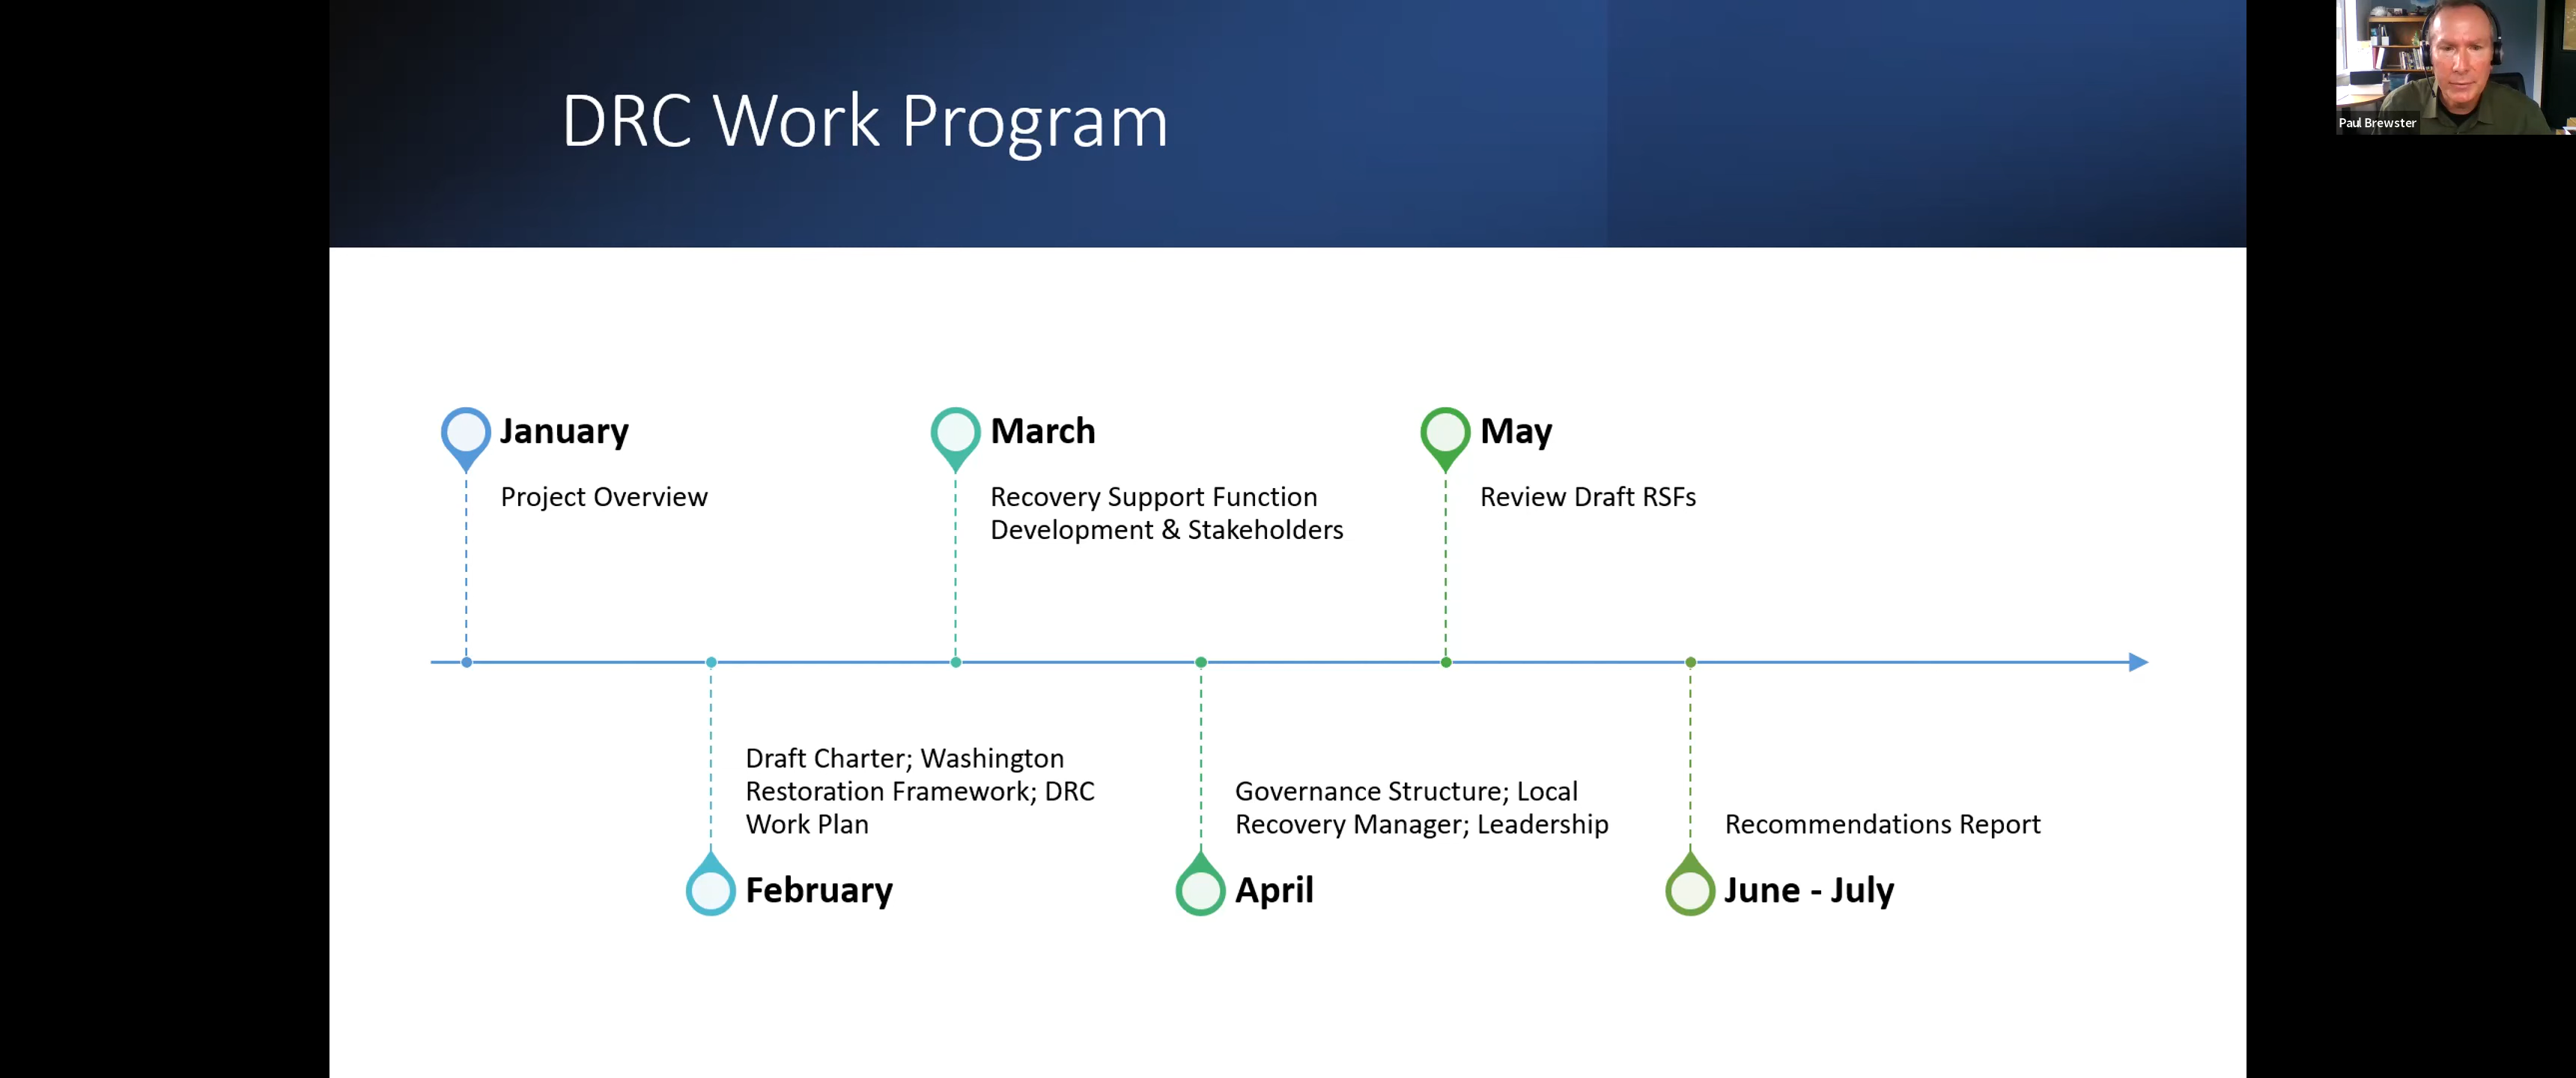 DRC Work Program
Paul Brewster
January
Project Overview
March
Recovery Support Function
Development & Stakeholders
May
Review Draft RSFs
Draft Charter; Washington
Restoration Framework; DRC
Work Plan
February
Governance Structure; Local
Recovery Manager; Leadership
April
Recommendations Report
June - July